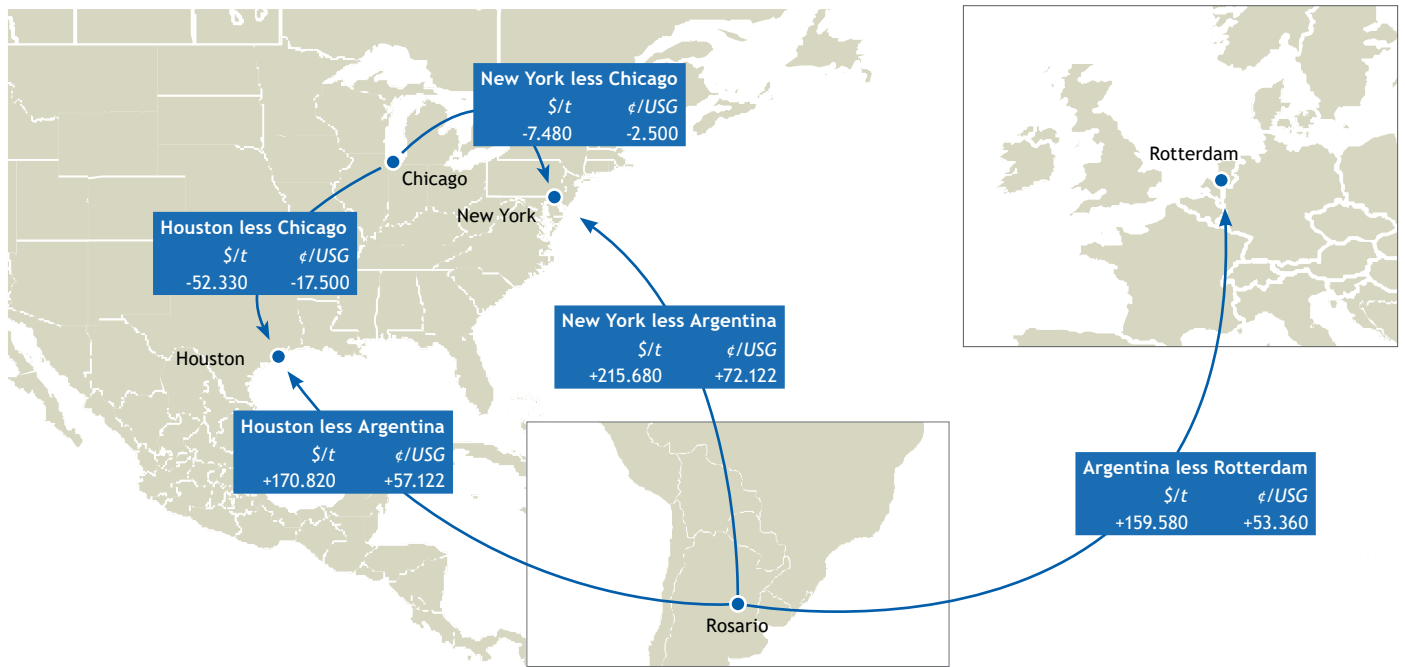 New York less Chicago
$/t ¢/USG
-7.480 -2.500
Rotterdam
Chicago
New York
Houston less Chicago
$/t ¢/USG
-52.330 -17.500
New York less Argentina
$/t ¢/USG
+215.680 +72.122
Houston
Houston less Argentina
$/t ¢/USG
+170.820 +57.122
Argentina less Rotterdam
$/t ¢/USG
+159.580 +53.360
Rosario